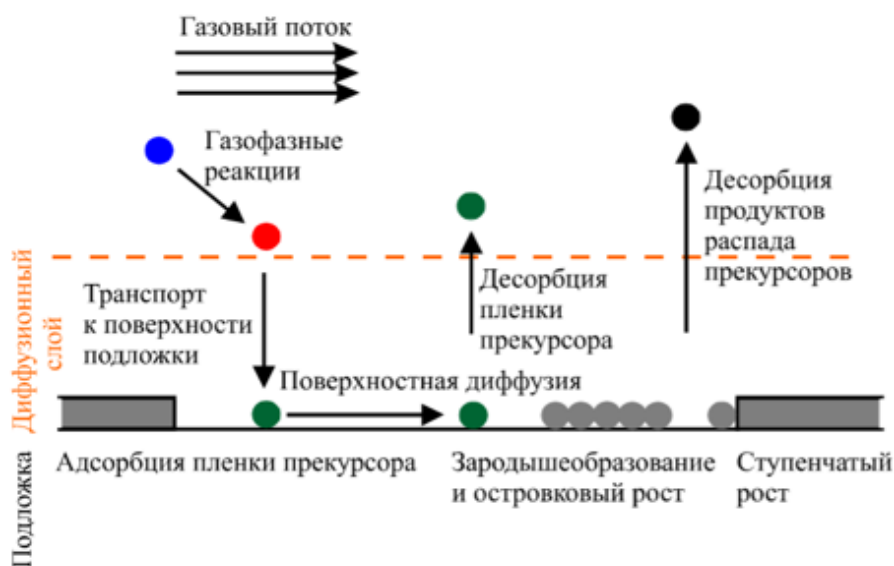 Газовый поток
Газофазные
реакции
Десорбция
продуктов
распада
прекурсоров
Транспорт
к поверхности
подложки
Десорбция
пленки
прекурсора
Диффузионный
слой
Поверхностная диффузия
Адсорбция пленки прекурсора
Зародышеобразование
и островковый рост
Ступенчатый
рост
Подложка